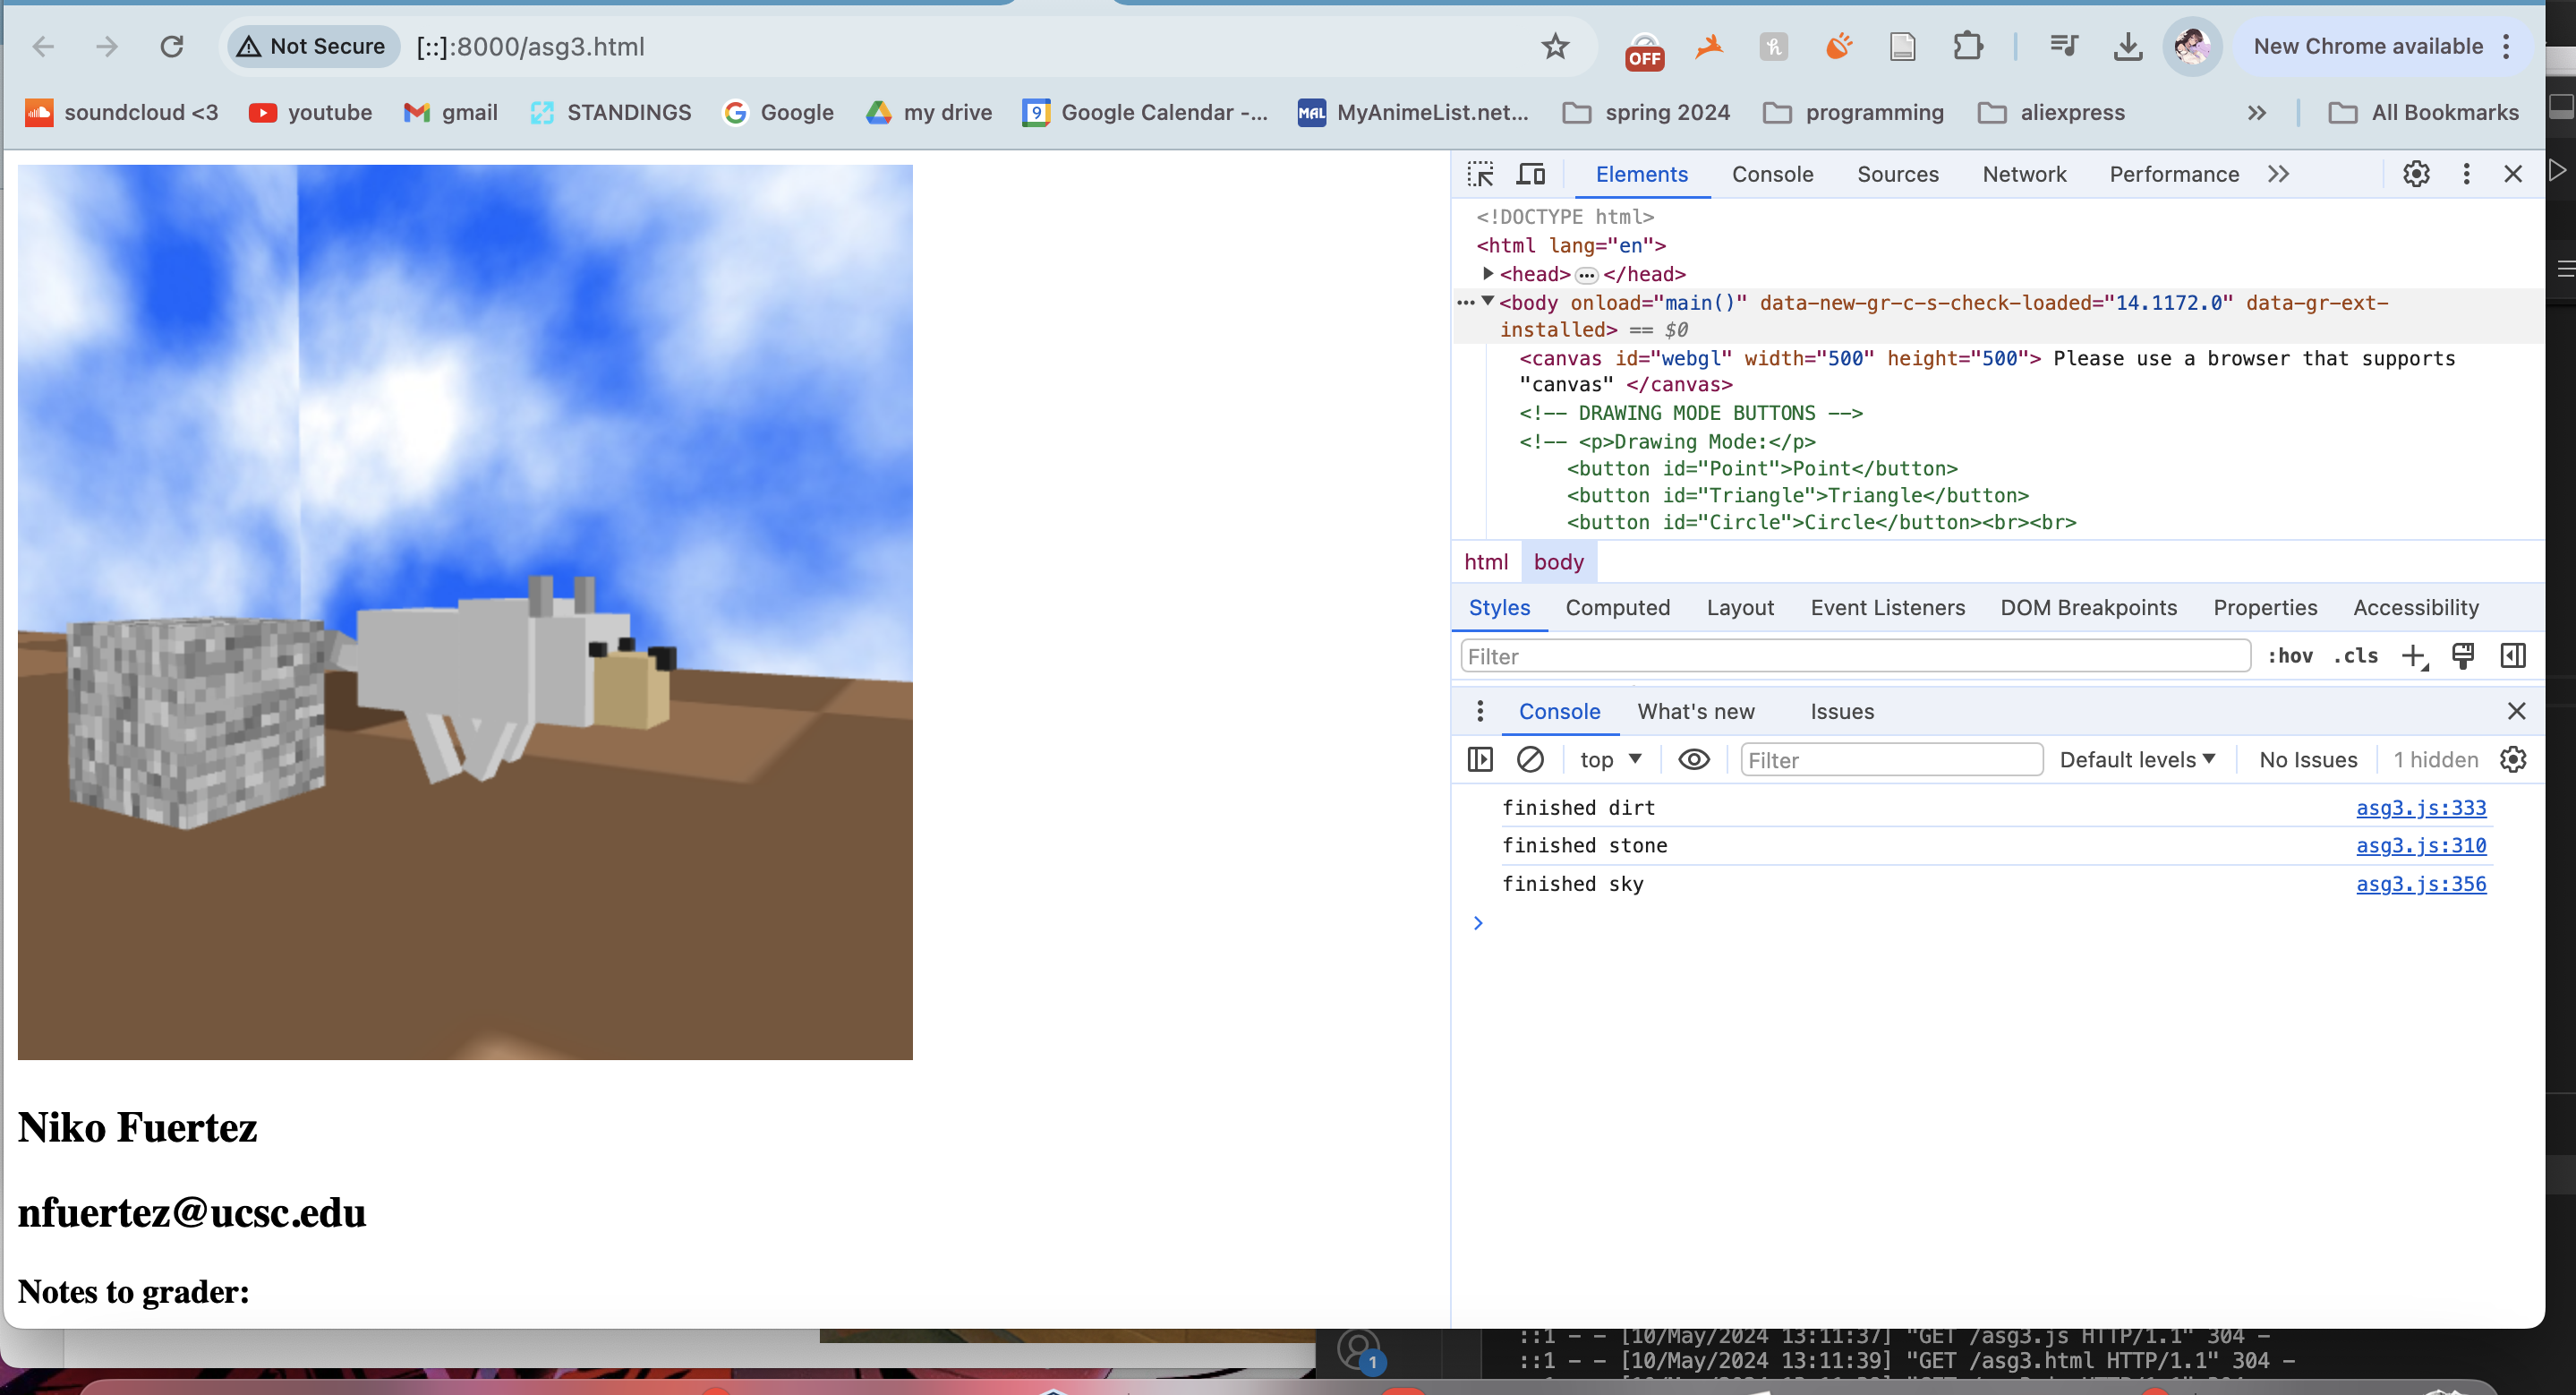 Not Secure [::]:8000/asg3.html OFF New Chrome available
soundcloud <3 youtube gmail STANDINGS Google my drive 9 Google Calendar -... MAL MyAnimeList.net... spring 2024 programming aliexpress » All Bookmarks
Elements Console Sources Network Performance »
<!DOCTYPE html>
<html lang="en">
<head>…</head>
<body onload="main()" data-new-gr-c-s-check-loaded="14.1172.0" data-gr-ext-
installed> == $0
<canvas id="webgl" width="500" height="500"> Please use a browser that supports
"canvas" </canvas>
<!-- DRAWING MODE BUTTONS -->
<!-- <p>Drawing Mode:</p>
<button id="Point">Point</button>
<button id="Triangle">Triangle</button>
<button id="Circle">Circle</button><br><br>
html body
Styles Computed Layout Event Listeners DOM Breakpoints Properties Accessibility
Filter :hov .cls
Console What's new Issues
top Filter Default levels No Issues 1 hidden
finished dirt asg3.js:333
finished stone asg3.js:310
finished sky asg3.js:356
Niko Fuertez
nfuertez@ucsc.edu
Notes to grader:
::1 - - [10/May/2024 13:11:37] "GET /asg3.js HTTP/1.1" 304 -
1 ::1 - - [10/May/2024 13:11:39] "GET /asg3.html HTTP/1.1" 304 -